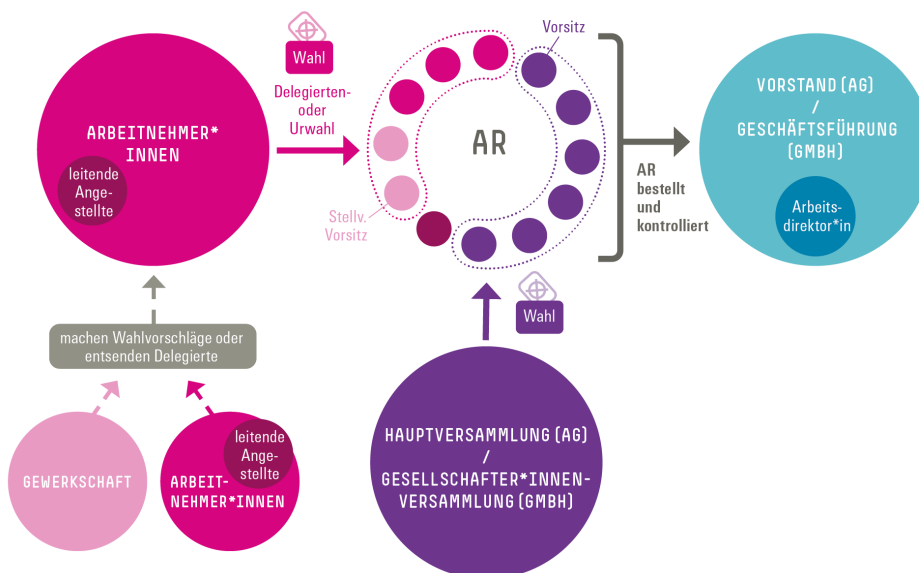 Wahl
Delegierten-
oder
Urwahl
ARBEITNEHMER*
INNEN
leitende
Ange-
stellte
Vorsitz
AR
Stellv.
Vorsitz
AR
bestellt
und
kontrolliert
VORSTAND (AG)
/
GESCHÄFTSFÜHRUNG
(GMBH)
Arbeits-
direktor*in
Wahl
machen Wahlvorschläge oder
entsenden Delegierte
GEWERKSCHAFT
leitende
Ange-
stellte
ARBEIT-
NEHMER*INNEN
HAUPTVERSAMMLUNG (AG)
/
GESELLSCHAFTER*INNEN-
VERSAMMLUNG (GMBH)